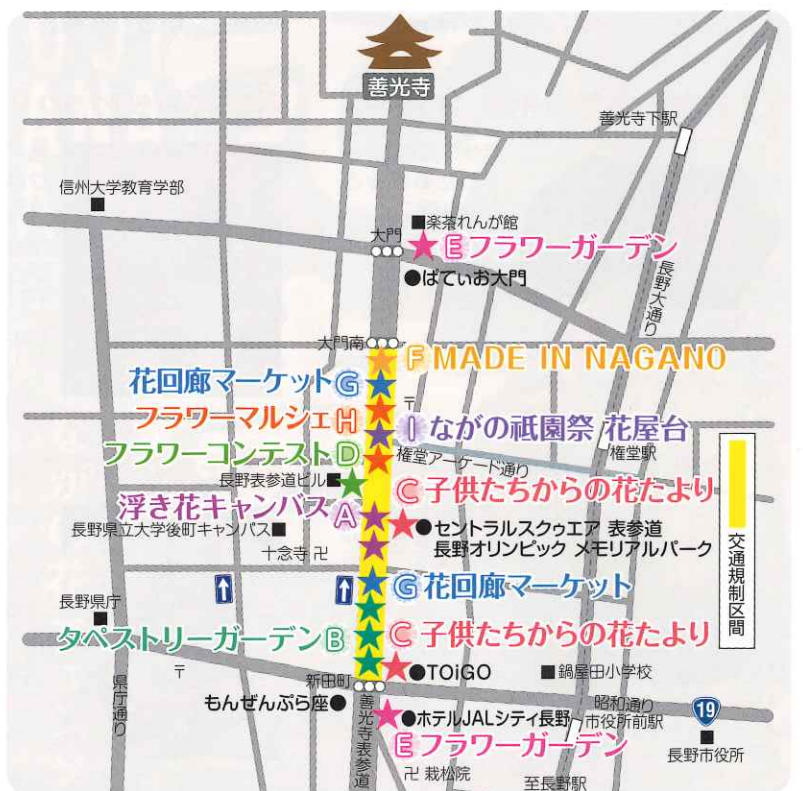 善光寺
善光寺下駅
信州大学教育学部
楽茶れんが館
大門
Eフラワーガーデン
ぱてぃお大門
長野大通り
大門南
F MADE IN NAGANO
花回廊マーケットG
〒
フラワーマルシェH
I ながの祇園祭 花屋台
フラワーコンテストD
権堂アーケード通り
権堂駅
長野表参道ビル
C 子供たちからの花たより
浮き花キャンバスA
セントラルスクゥエア 表参道
長野県立大学後町キャンパス
長野オリンピック メモリアルパーク
十念寺 卍
交通規制区間
G 花回廊マーケット
長野県庁
タペストリーガーデンB
C 子供たちからの花たより
〒
TOiGO
鍋屋田小学校
新田町
県庁通り
もんぜんぷら座
善光寺表参道
ホテルJALシティ長野
昭和通り
市役所前駅
19
Eフラワーガーデン
長野市役所
卍 栽松院
至長野駅